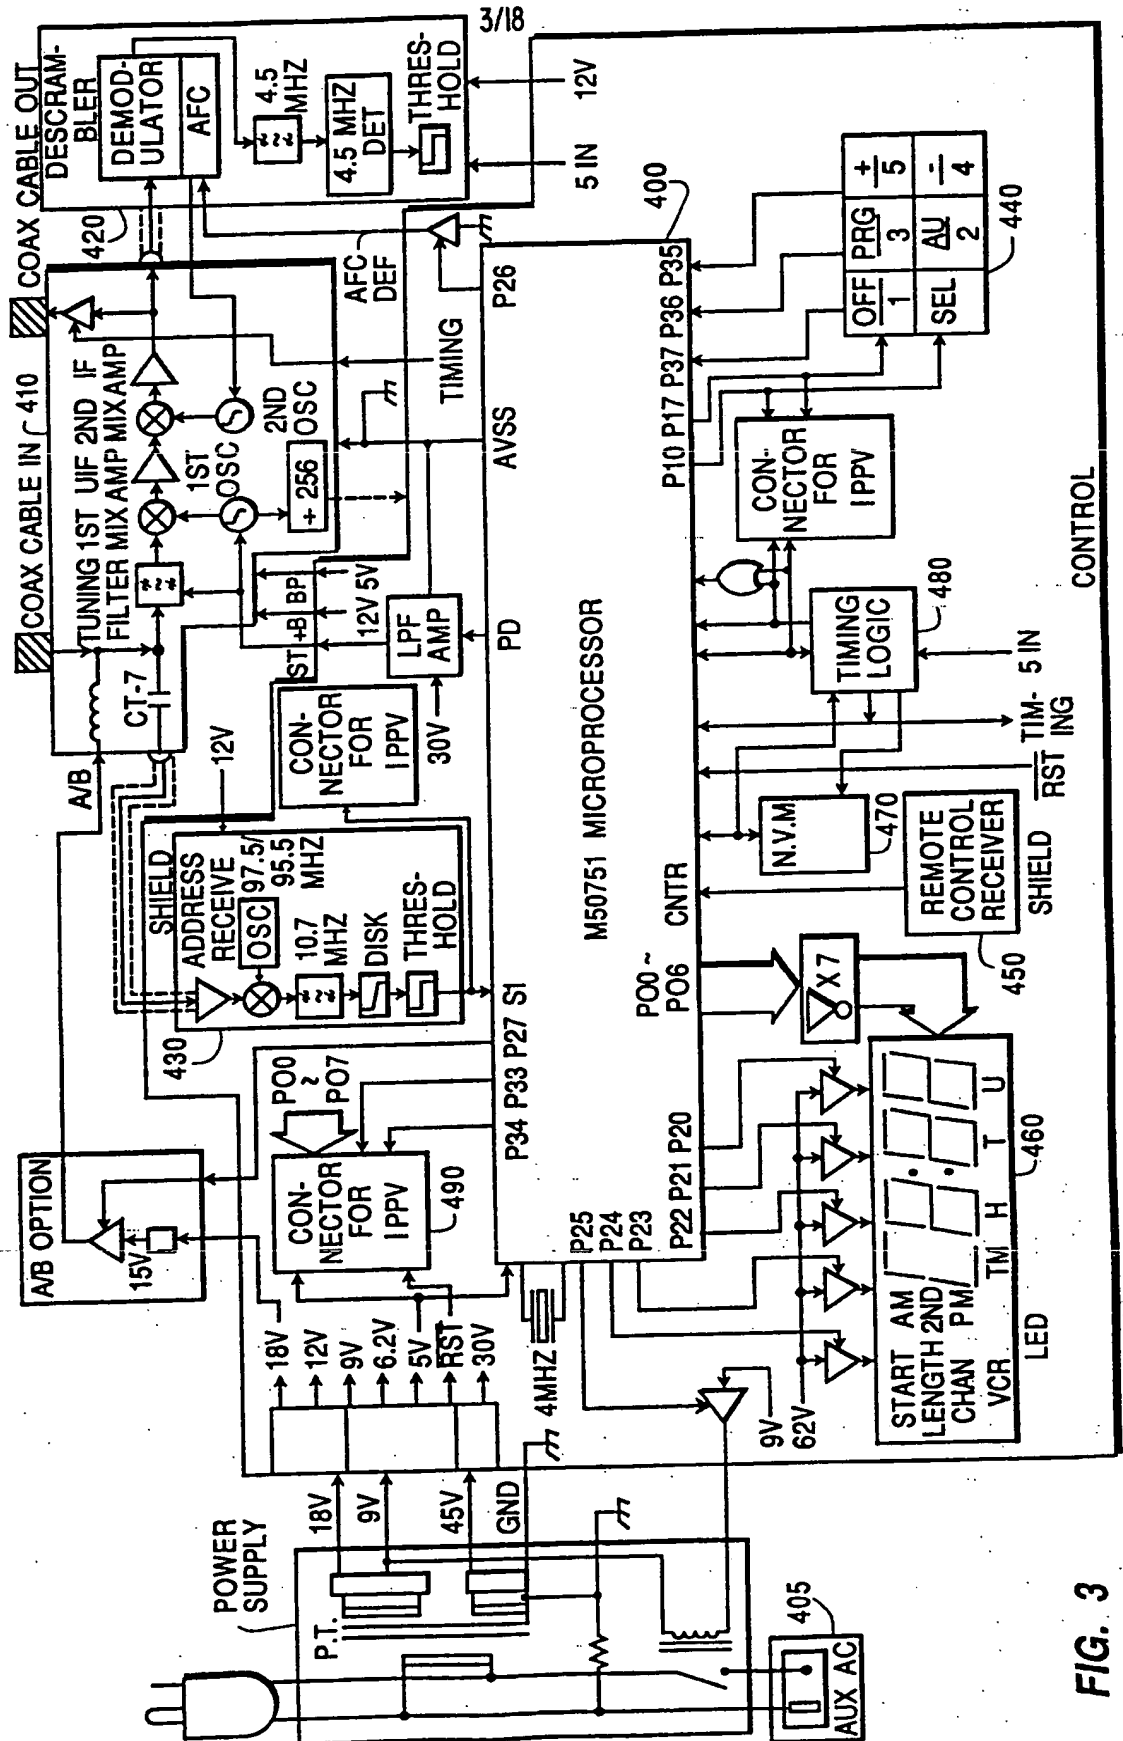 3/18
COAX CABLE OUT
DESCRAM-
BLER
DEMOD-
ULATOR
AFC
4.5
MHZ
4.5 MHZ
DET
THRES-
HOLD
5 IN
12V
420
COAX CABLE IN
410
TUNING 1ST UIF 2ND IF
FILTER MIX AMP MIX AMP
1ST
OSC
2ND
OSC
÷ 256
CT-7
A/B
ST +B BP
12V 5V
TIMING
AFC
DEF
LPF
AMP
30V
CON-
NECTOR
FOR
IPPV
12V
SHIELD
ADDRESS
RECEIVE
OSC
97.5/
95.5
MHZ
10.7
MHZ
DISK
THRES-
HOLD
430
A/B OPTION
15V
PO0
~
PO7
CON-
NECTOR
FOR
IPPV
490
18V
12V
9V
6.2V
5V
RST
30V
4MHZ
POWER
SUPPLY
P.T.
18V
9V
45V
GND
405
AUX AC
P34 P33 P27 S1
PD
AVSS
P26
M50751 MICROPROCESSOR
400
P25
P24
P23
P22 P21 P20
PO0~
PO6
CNTR
P10 P17 P37 P36 P35
9V
62V
X7
START AM
LENGTH 2ND
CHAN PM
VCR TM H T U
LED
460
REMOTE
CONTROL
RECEIVER
SHIELD
450
N.V.M
470
RST
TIM-
ING
5 IN
TIMING
LOGIC
480
CON-
NECTOR
FOR
IPPV
OFF
1
PRG
3
+
5
SEL
AU
2
-
4
440
CONTROL
FIG. 3